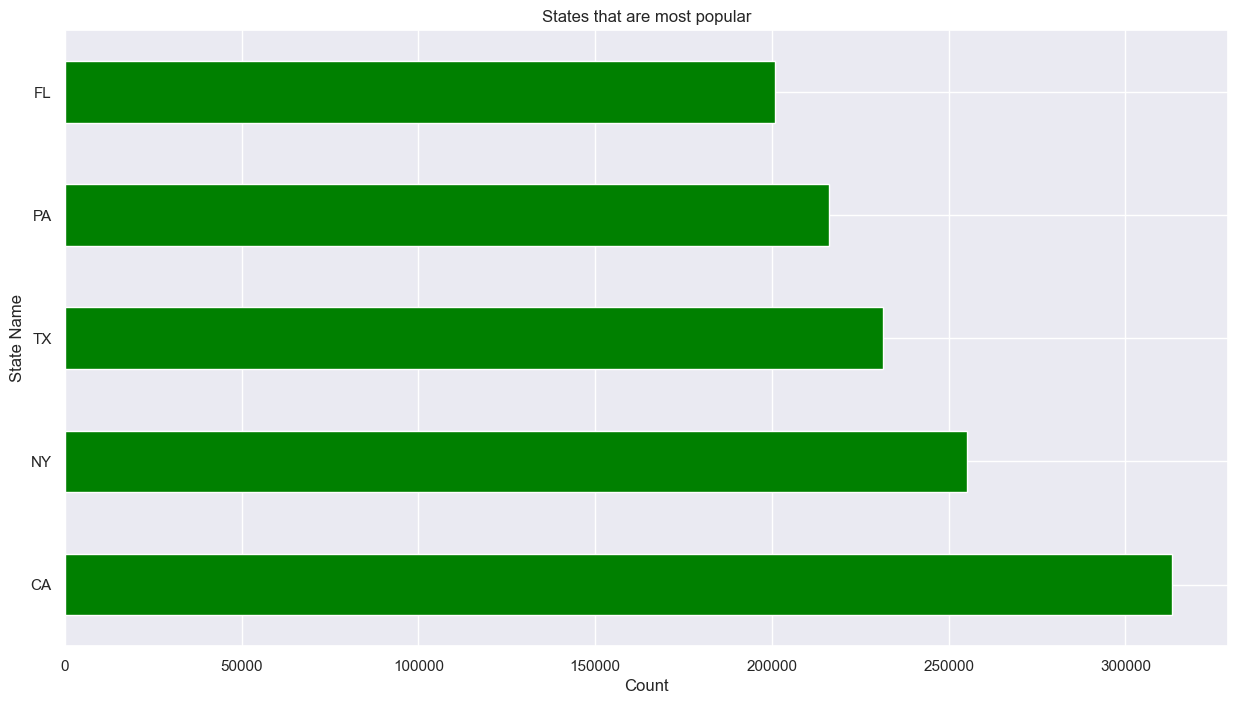 States that are most popular
FL
PA
TX
NY
CA
State Name
0 50000 100000 150000 200000 250000 300000
Count